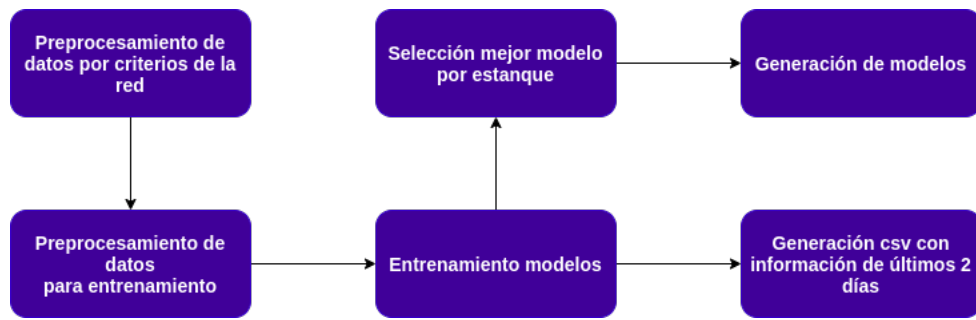 Preprocesamiento de
datos por criterios de la
red
Selección mejor modelo
por estanque
Generación de modelos
Preprocesamiento de
datos
para entrenamiento
Entrenamiento modelos
Generación csv con
información de últimos 2
días